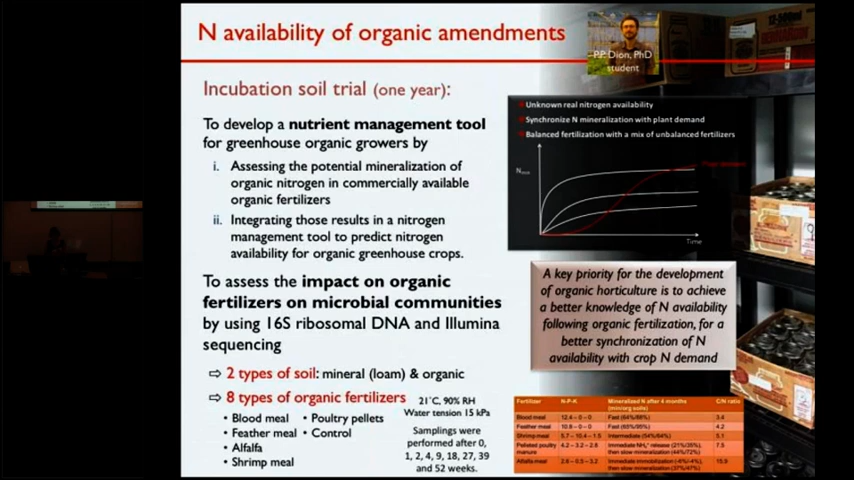 N availability of organic amendments
P.P. Dion, PhD
student
Incubation soil trial (one year):
To develop a nutrient management tool
for greenhouse organic growers by
i. Assessing the potential mineralization of
organic nitrogen in commercially available
organic fertilizers
ii. Integrating those results in a nitrogen
management tool to predict nitrogen
availability for organic greenhouse crops.
To assess the impact on organic
fertilizers on microbial communities
by using 16S ribosomal DNA and Illumina
sequencing
⇨ 2 types of soil: mineral (loam) & organic
⇨ 8 types of organic fertilizers
• Blood meal • Poultry pellets
• Feather meal • Control
• Alfalfa
• Shrimp meal
21°C, 90% RH
Water tension 15 kPa
Samplings were
performed after 0,
1, 2, 4, 9, 18, 27, 39
and 52 weeks.
Unknown real nitrogen availability
Synchronize N mineralization with plant demand
Balanced fertilization with a mix of unbalanced fertilizers
Time
A key priority for the development
of organic horticulture is to achieve
a better knowledge of N availability
following organic fertilization, for a
better synchronization of N
availability with crop N demand
Fertilizer N-P-K Mineralized N after 4 months C/N ratio
(min/org soils)
Blood meal 12.4 – 0 – 0 Fast (64%/68%) 3.4
Feather meal 10.8 – 0 – 0 Fast (65%/95%) 4.2
Shrimp meal 5.7 – 10.4 – 1.5 Intermediate (54%/64%) 5.1
Pelleted poultry manure 4.2 – 3.2 – 2.8 Immediate NH₄⁺ release (21%/35%), 7.5
then slow mineralization (44%/72%)
Alfalfa meal 2.8 – 0.5 – 3.2 Immediate immobilization
then slow mineralization (37%/47%)